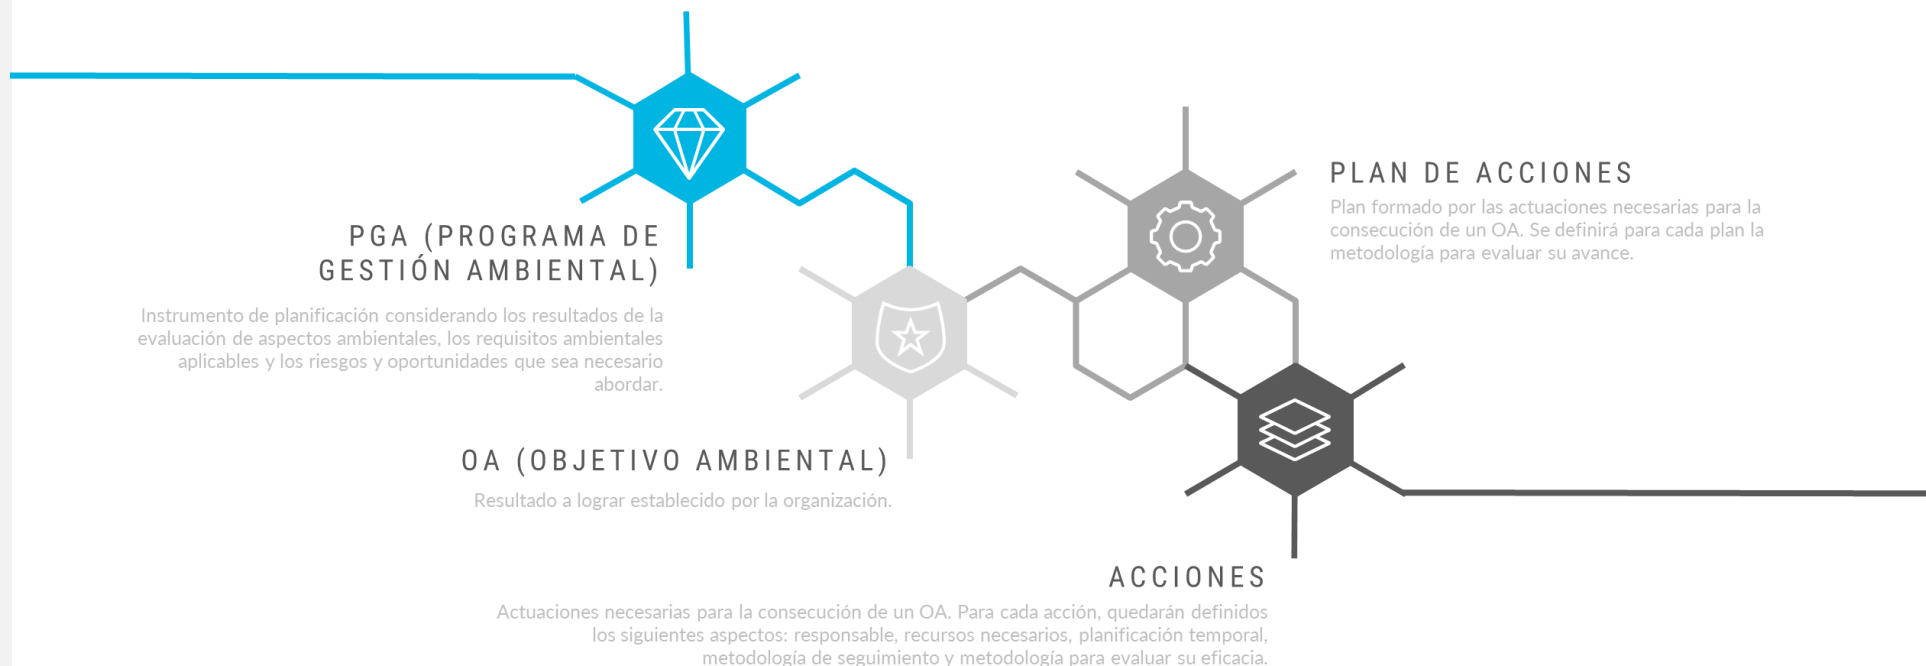 PGA (PROGRAMA DE
GESTIÓN AMBIENTAL)
Instrumento de planificación considerando los resultados de la
evaluación de aspectos ambientales, los requisitos ambientales
aplicables y los riesgos y oportunidades que sea necesario
abordar.
OA (OBJETIVO AMBIENTAL)
Resultado a lograr establecido por la organización.
PLAN DE ACCIONES
Plan formado por las actuaciones necesarias para la
consecución de un OA. Se definirá para cada plan la
metodología para evaluar su avance.
ACCIONES
Actuaciones necesarias para la consecución de un OA. Para cada acción, quedarán definidos
los siguientes aspectos: responsable, recursos necesarios, planificación temporal,
metodología de seguimiento y metodología para evaluar su eficacia.